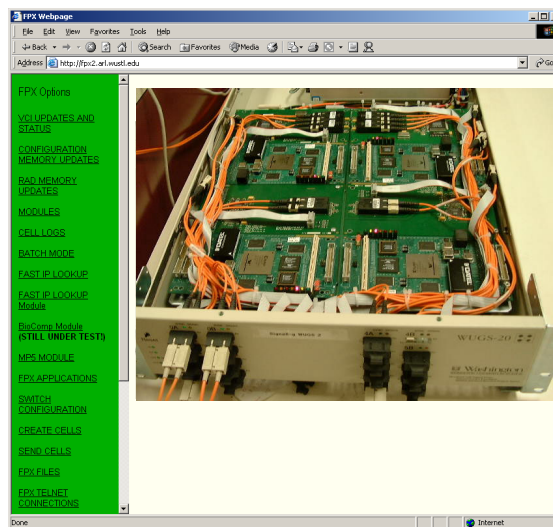 FPX Webpage
File Edit View Favorites Tools Help
Back Search Favorites Media
Address http://fpx2.arl.wustl.edu Go
FPX Options
VCI UPDATES AND
STATUS
CONFIGURATION
MEMORY UPDATES
RAD MEMORY
UPDATES
MODULES
CELL LOGS
BATCH MODE
FAST IP LOOKUP
FAST IP LOOKUP
Module
BioComp Module
(STILL UNDER TEST!)
MP5 MODULE
FPX APPLICATIONS
SWITCH
CONFIGURATION
CREATE CELLS
SEND CELLS
FPX FILES
FPX TELNET
CONNECTIONS
WUGS-20
Washington
Done Internet